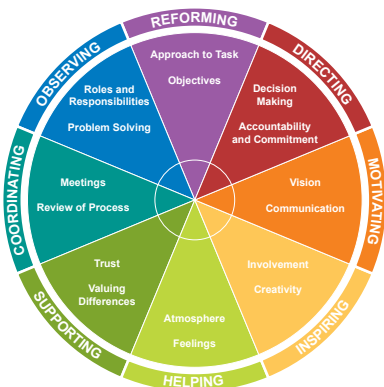 REFORMING
Approach to Task
Objectives
DIRECTING
Decision
Making
Accountability
and Commitment
MOTIVATING
Vision
Communication
INSPIRING
Involvement
Creativity
HELPING
Atmosphere
Feelings
SUPPORTING
Trust
Valuing
Differences
COORDINATING
Meetings
Review of Process
OBSERVING
Roles and
Responsibilities
Problem Solving